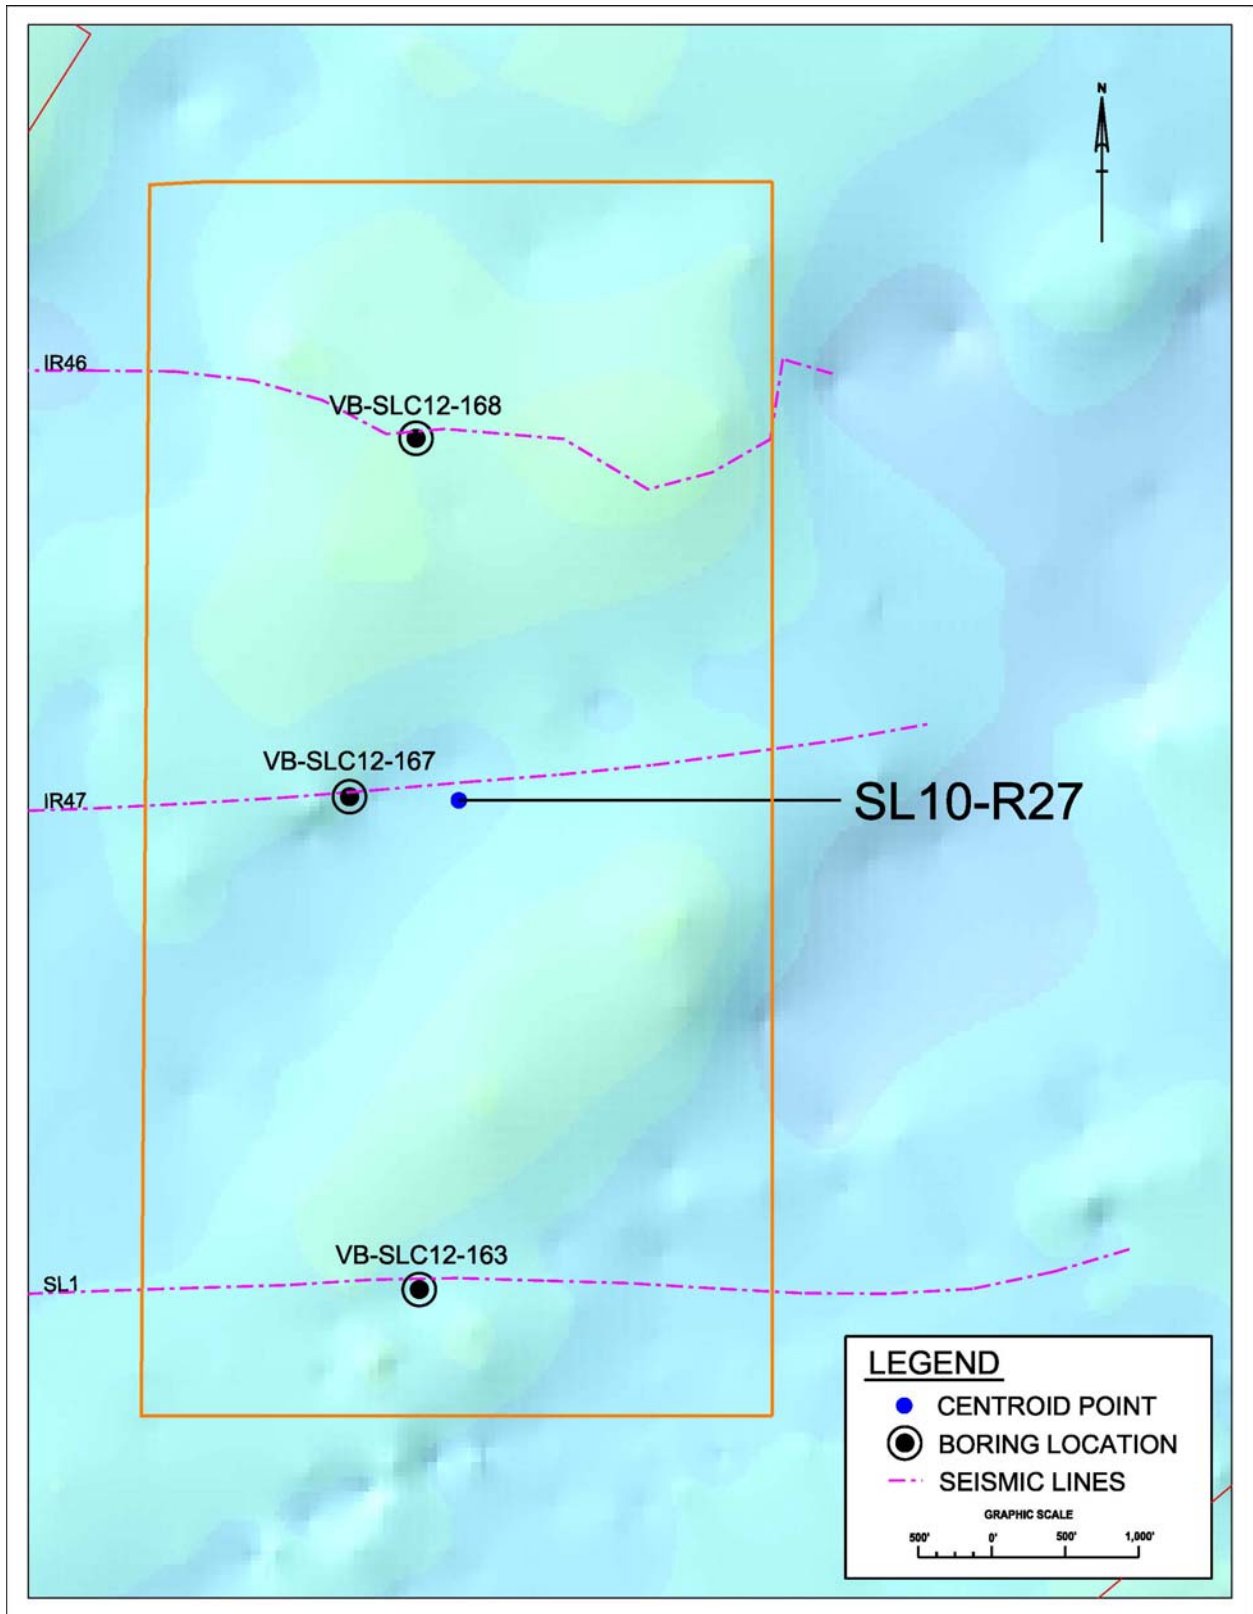 N
IR46
VB-SLC12-168
VB-SLC12-167
IR47
SL10-R27
VB-SLC12-163
SL1
LEGEND
CENTROID POINT
BORING LOCATION
SEISMIC LINES
GRAPHIC SCALE
500' 0' 500' 1,000'